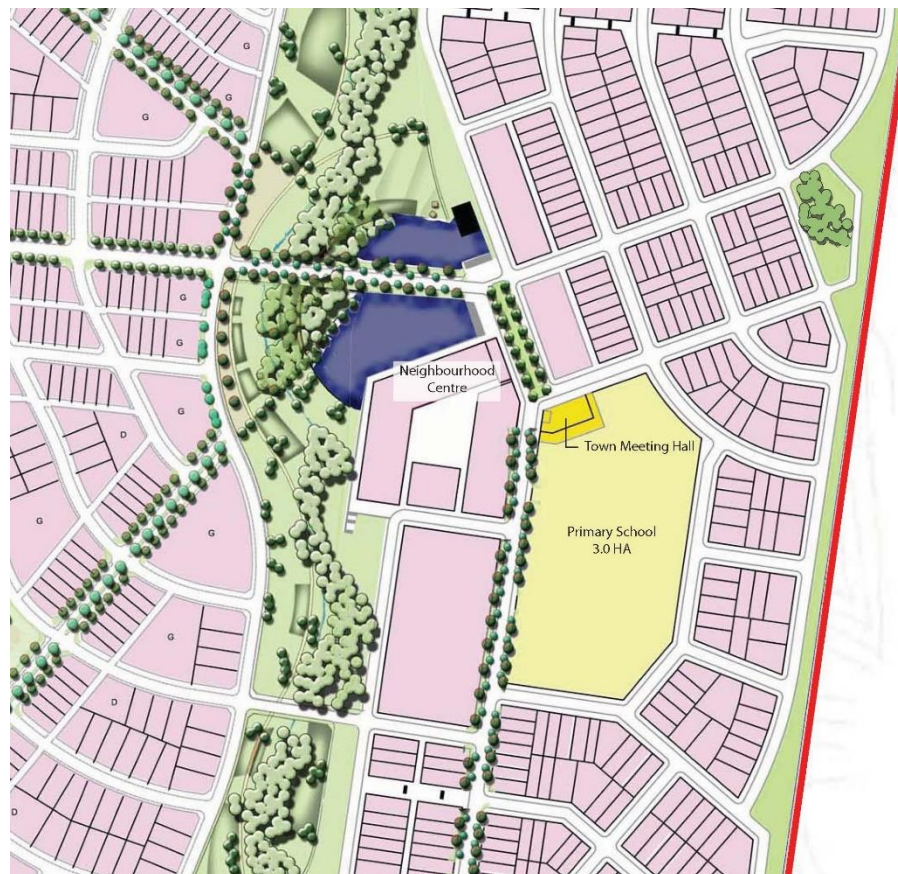 G
G
G
G
G
Neighbourhood
Centre
G
D
Town Meeting Hall
G
G
Primary School
3.0 HA
G
D
D